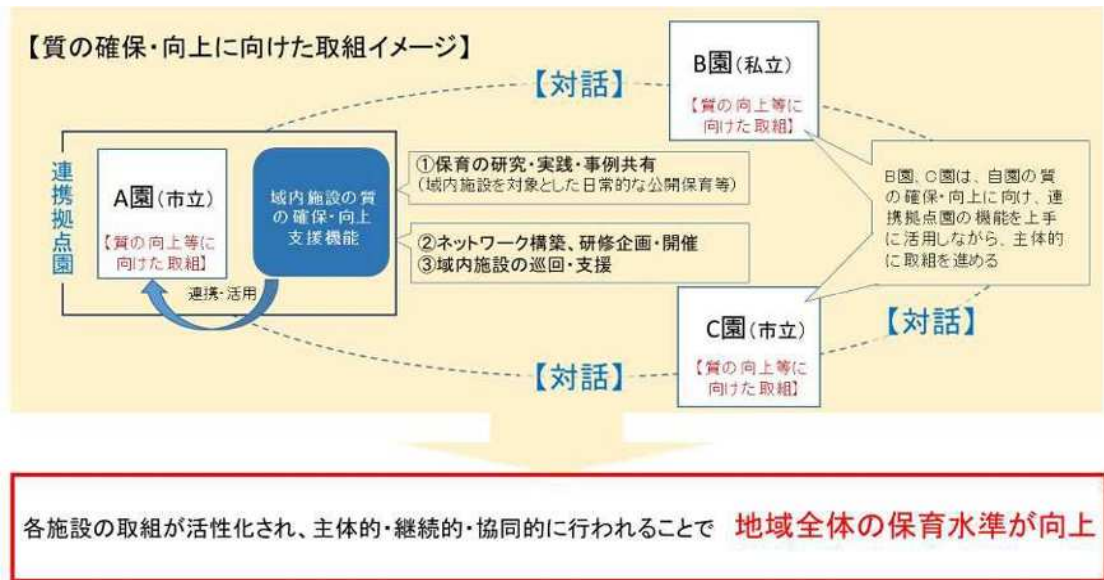 【質の確保・向上に向けた取組イメージ】
連携拠点園
A園(市立)
【質の向上等に
向けた取組】
域内施設の質
の確保・向上
支援機能
連携・活用
①保育の研究・実践・事例共有
(域内施設を対象とした日常的な公開保育等)
②ネットワーク構築、研修企画・開催
③域内施設の巡回・支援
【対話】
B園(私立)
【質の向上等に
向けた取組】
B園、C園は、自園の質
の確保・向上に向け、連
携拠点園の機能を上手
に活用しながら、主体的
に取組を進める
C園(市立)
【質の向上等に
向けた取組】
【対話】
【対話】
各施設の取組が活性化され、主体的・継続的・協同的に行われることで 地域全体の保育水準が向上